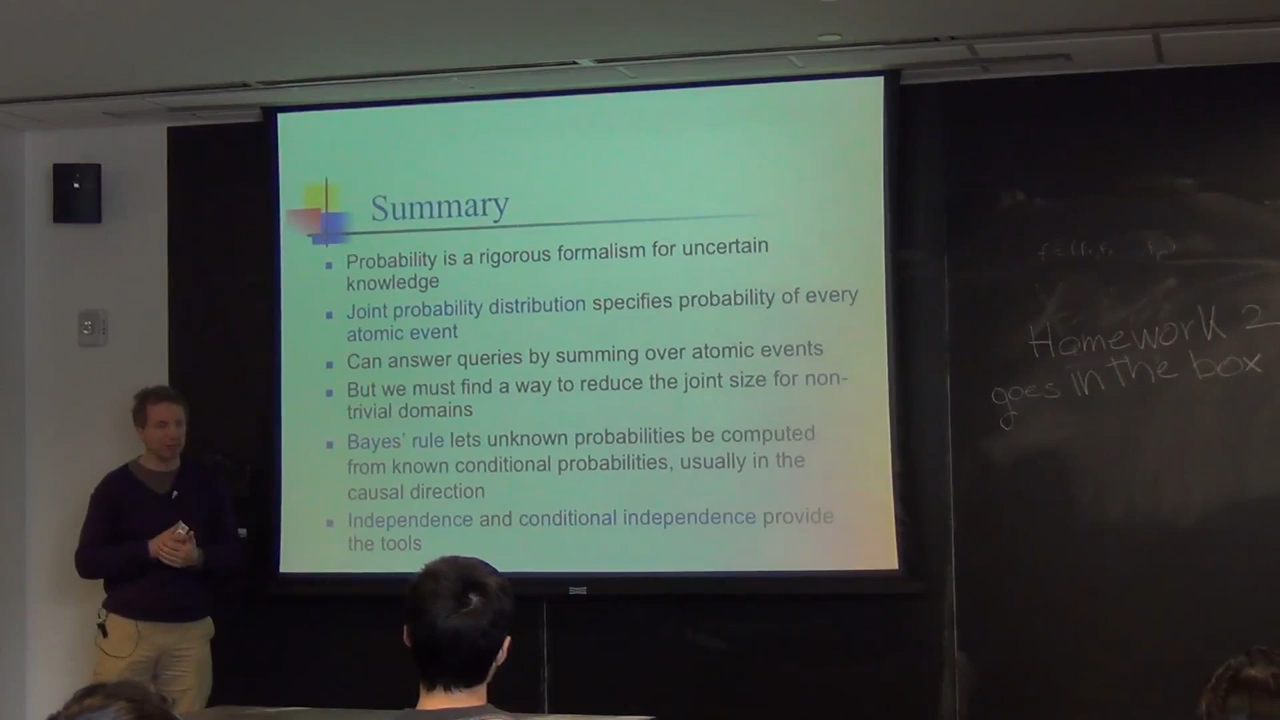 Summary
Probability is a rigorous formalism for uncertain
knowledge
Joint probability distribution specifies probability of every
atomic event
Can answer queries by summing over atomic events
But we must find a way to reduce the joint size for non-
trivial domains
Bayes' rule lets unknown probabilities be computed
from known conditional probabilities, usually in the
causal direction
Independence and conditional independence provide
the tools
Homework 2
goes in the box